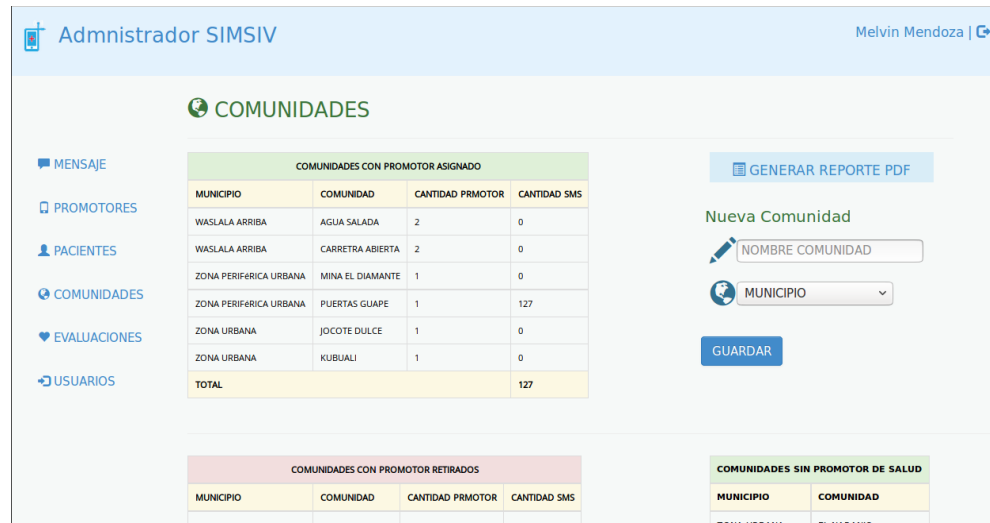 Admnistrador SIMSIV
Melvin Mendoza |
COMUNIDADES
MENSAJE
PROMOTORES
PACIENTES
COMUNIDADES
EVALUACIONES
USUARIOS
COMUNIDADES CON PROMOTOR ASIGNADO
MUNICIPIO COMUNIDAD CANTIDAD PRMOTOR CANTIDAD SMS
WASLALA ARRIBA AGUA SALADA 2 0
WASLALA ARRIBA CARRETRA ABIERTA 2 0
ZONA PERIFéRICA URBANA MINA EL DIAMANTE 1 0
ZONA PERIFéRICA URBANA PUERTAS GUAPE 1 127
ZONA URBANA JOCOTE DULCE 1 0
ZONA URBANA KUBUALI 1 0
TOTAL 127
GENERAR REPORTE PDF
Nueva Comunidad
NOMBRE COMUNIDAD
MUNICIPIO
GUARDAR
COMUNIDADES CON PROMOTOR RETIRADOS
MUNICIPIO COMUNIDAD CANTIDAD PRMOTOR CANTIDAD SMS
COMUNIDADES SIN PROMOTOR DE SALUD
MUNICIPIO COMUNIDAD
ZONA URBANA